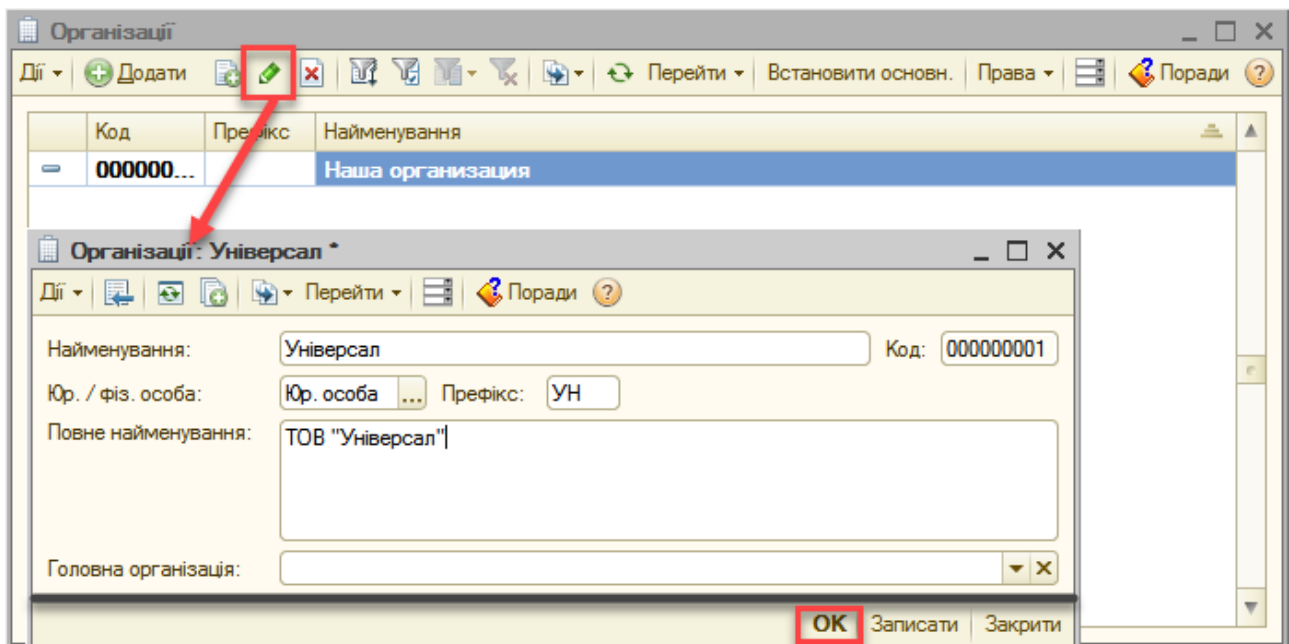 Організації
Дії Додати Перейти Встановити основн. Права Поради
Код Префікс Найменування
000000... Наша организация
Організації: Універсал *
Дії Перейти Поради
Найменування: Універсал Код: 000000001
Юр. / фіз. особа: Юр. особа ... Префікс: УН
Повне найменування: ТОВ "Універсал"
Головна організація:
OK Записати Закрити